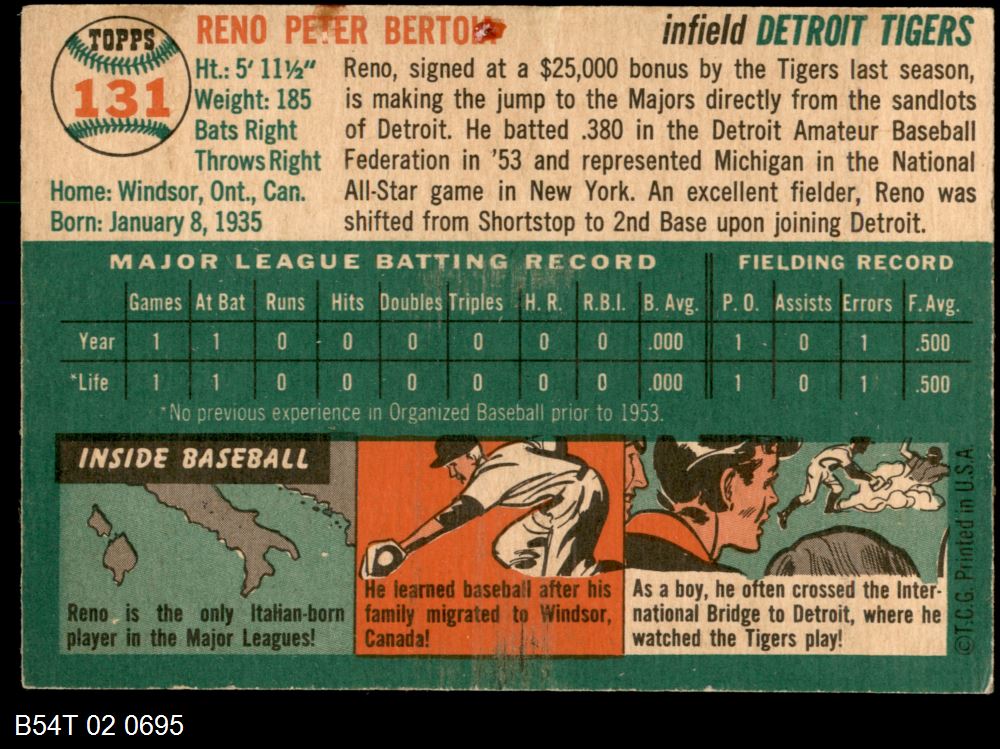 TOPPS
131
RENO PETER BERTOIA
infield DETROIT TIGERS
Ht.: 5' 11½"
Weight: 185
Bats Right
Throws Right
Home: Windsor, Ont., Can.
Born: January 8, 1935
Reno, signed at a $25,000 bonus by the Tigers last season,
is making the jump to the Majors directly from the sandlots
of Detroit. He batted .380 in the Detroit Amateur Baseball
Federation in '53 and represented Michigan in the National
All-Star game in New York. An excellent fielder, Reno was
shifted from Shortstop to 2nd Base upon joining Detroit.
MAJOR LEAGUE BATTING RECORD FIELDING RECORD
Games At Bat Runs Hits Doubles Triples H. R. R.B.I. B. Avg. P. O. Assists Errors F. Avg.
Year 1 1 0 0 0 0 0 0 .000 1 0 1 .500
*Life 1 1 0 0 0 0 0 0 .000 1 0 1 .500
*No previous experience in Organized Baseball prior to 1953.
INSIDE BASEBALL
Reno is the only Italian-born
player in the Major Leagues!
He learned baseball after his
family migrated to Windsor,
Canada!
As a boy, he often crossed the Inter-
national Bridge to Detroit, where he
watched the Tigers play!
©T.C.G. Printed in U.S.A.
B54T 02 0695